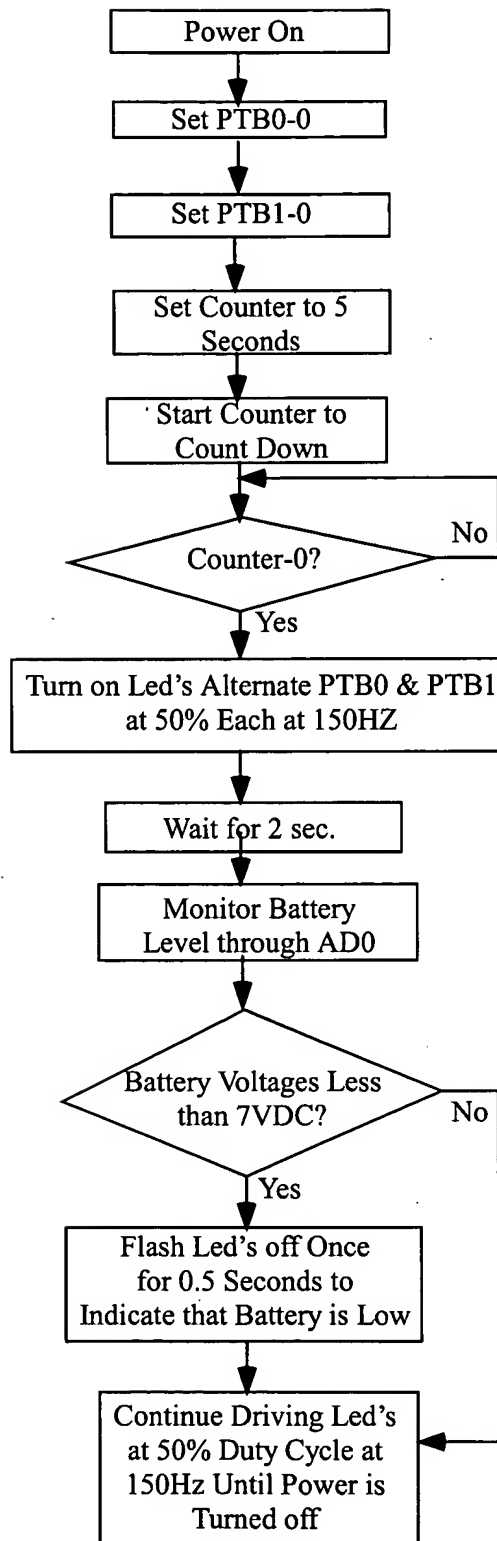 Power On
Set PTB0-0
Set PTB1-0
Set Counter to 5
Seconds
Start Counter to
Count Down
Counter-0?
No
Yes
Turn on Led's Alternate PTB0 & PTB1
at 50% Each at 150HZ
Wait for 2 sec.
Monitor Battery
Level through AD0
Battery Voltages Less
than 7VDC?
No
Yes
Flash Led's off Once
for 0.5 Seconds to
Indicate that Battery is Low
Continue Driving Led's
at 50% Duty Cycle at
150Hz Until Power is
Turned off